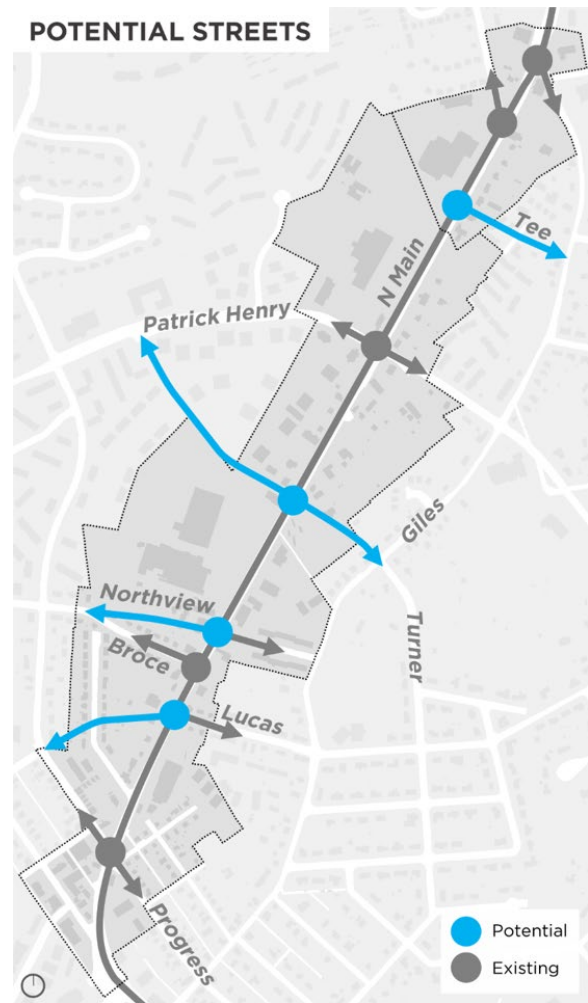 POTENTIAL STREETS
Tee
N Main
Patrick Henry
Giles
Northview
Broce
Turner
Lucas
Progress
Potential
Existing